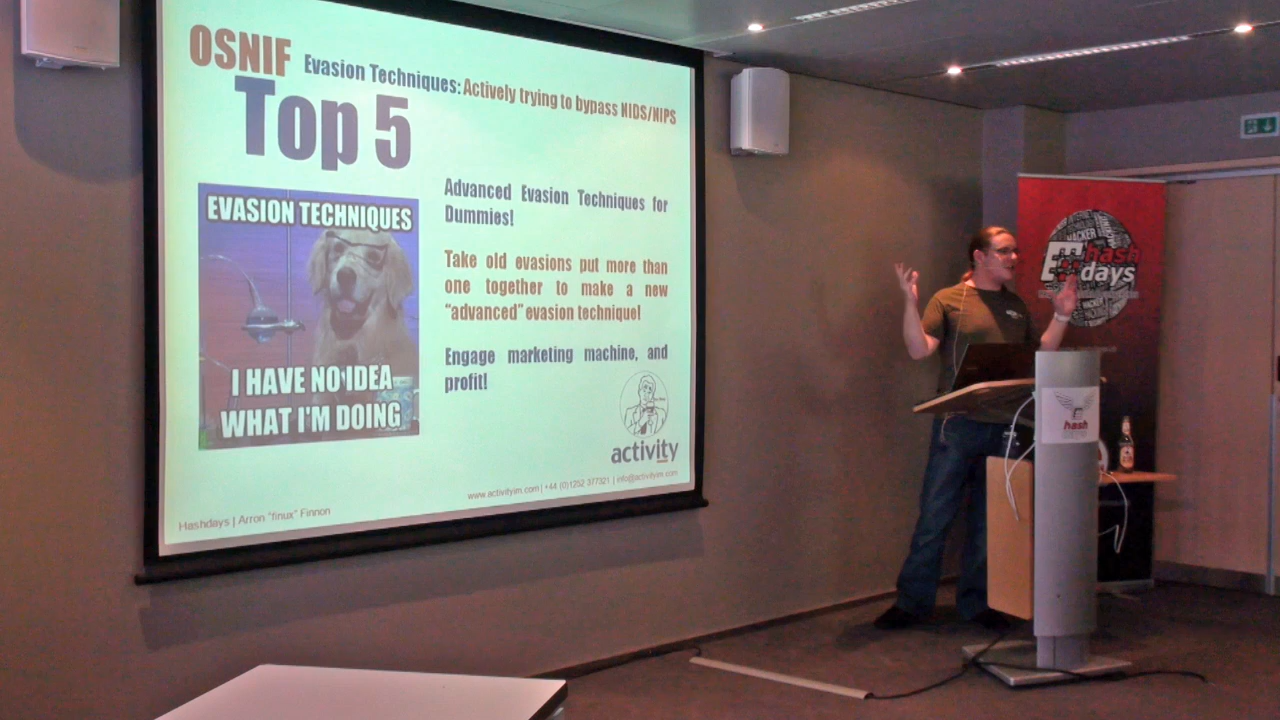 OSNIF Evasion Techniques: Actively trying to bypass NIDS/NIPS
Top 5
EVASION TECHNIQUES
I HAVE NO IDEA
WHAT I'M DOING
Advanced Evasion Techniques for
Dummies!
Take old evasions put more than
one together to make a new
“advanced” evasion technique!
Engage marketing machine, and
profit!
activity
www.activityim.com | +44 (0)1252 377321 | info@activityim.com
Hashdays | Arron "finux" Finnon
HACKER
hash
days
hash